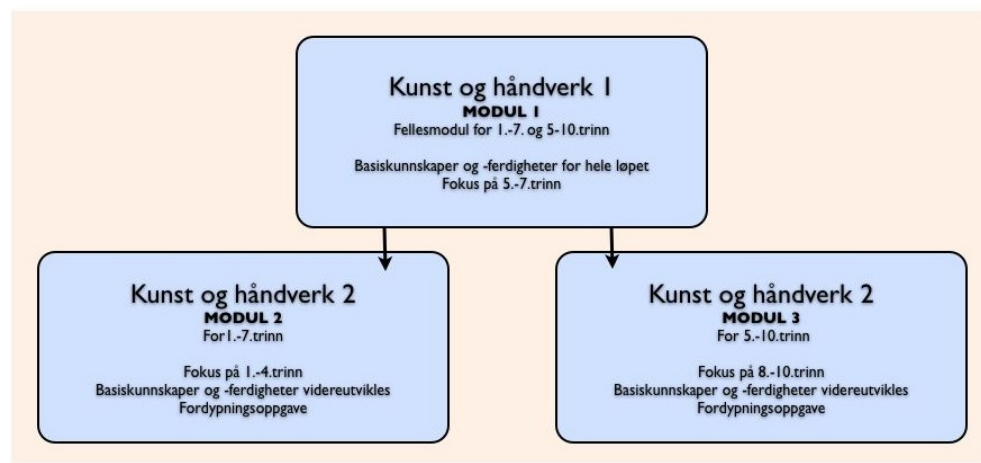 Kunst og håndverk 1
MODUL 1
Fellesmodul for 1.-7. og 5-10.trinn
Basiskunnskaper og -ferdigheter for hele løpet
Fokus på 5.-7.trinn
Kunst og håndverk 2
MODUL 2
For1.-7.trinn
Fokus på 1.-4.trinn
Basiskunnskaper og -ferdigheter videreutvikles
Fordypningsoppgave
Kunst og håndverk 2
MODUL 3
For 5.-10.trinn
Fokus på 8.-10.trinn
Basiskunnskaper og -ferdigheter videreutvikles
Fordypningsoppgave